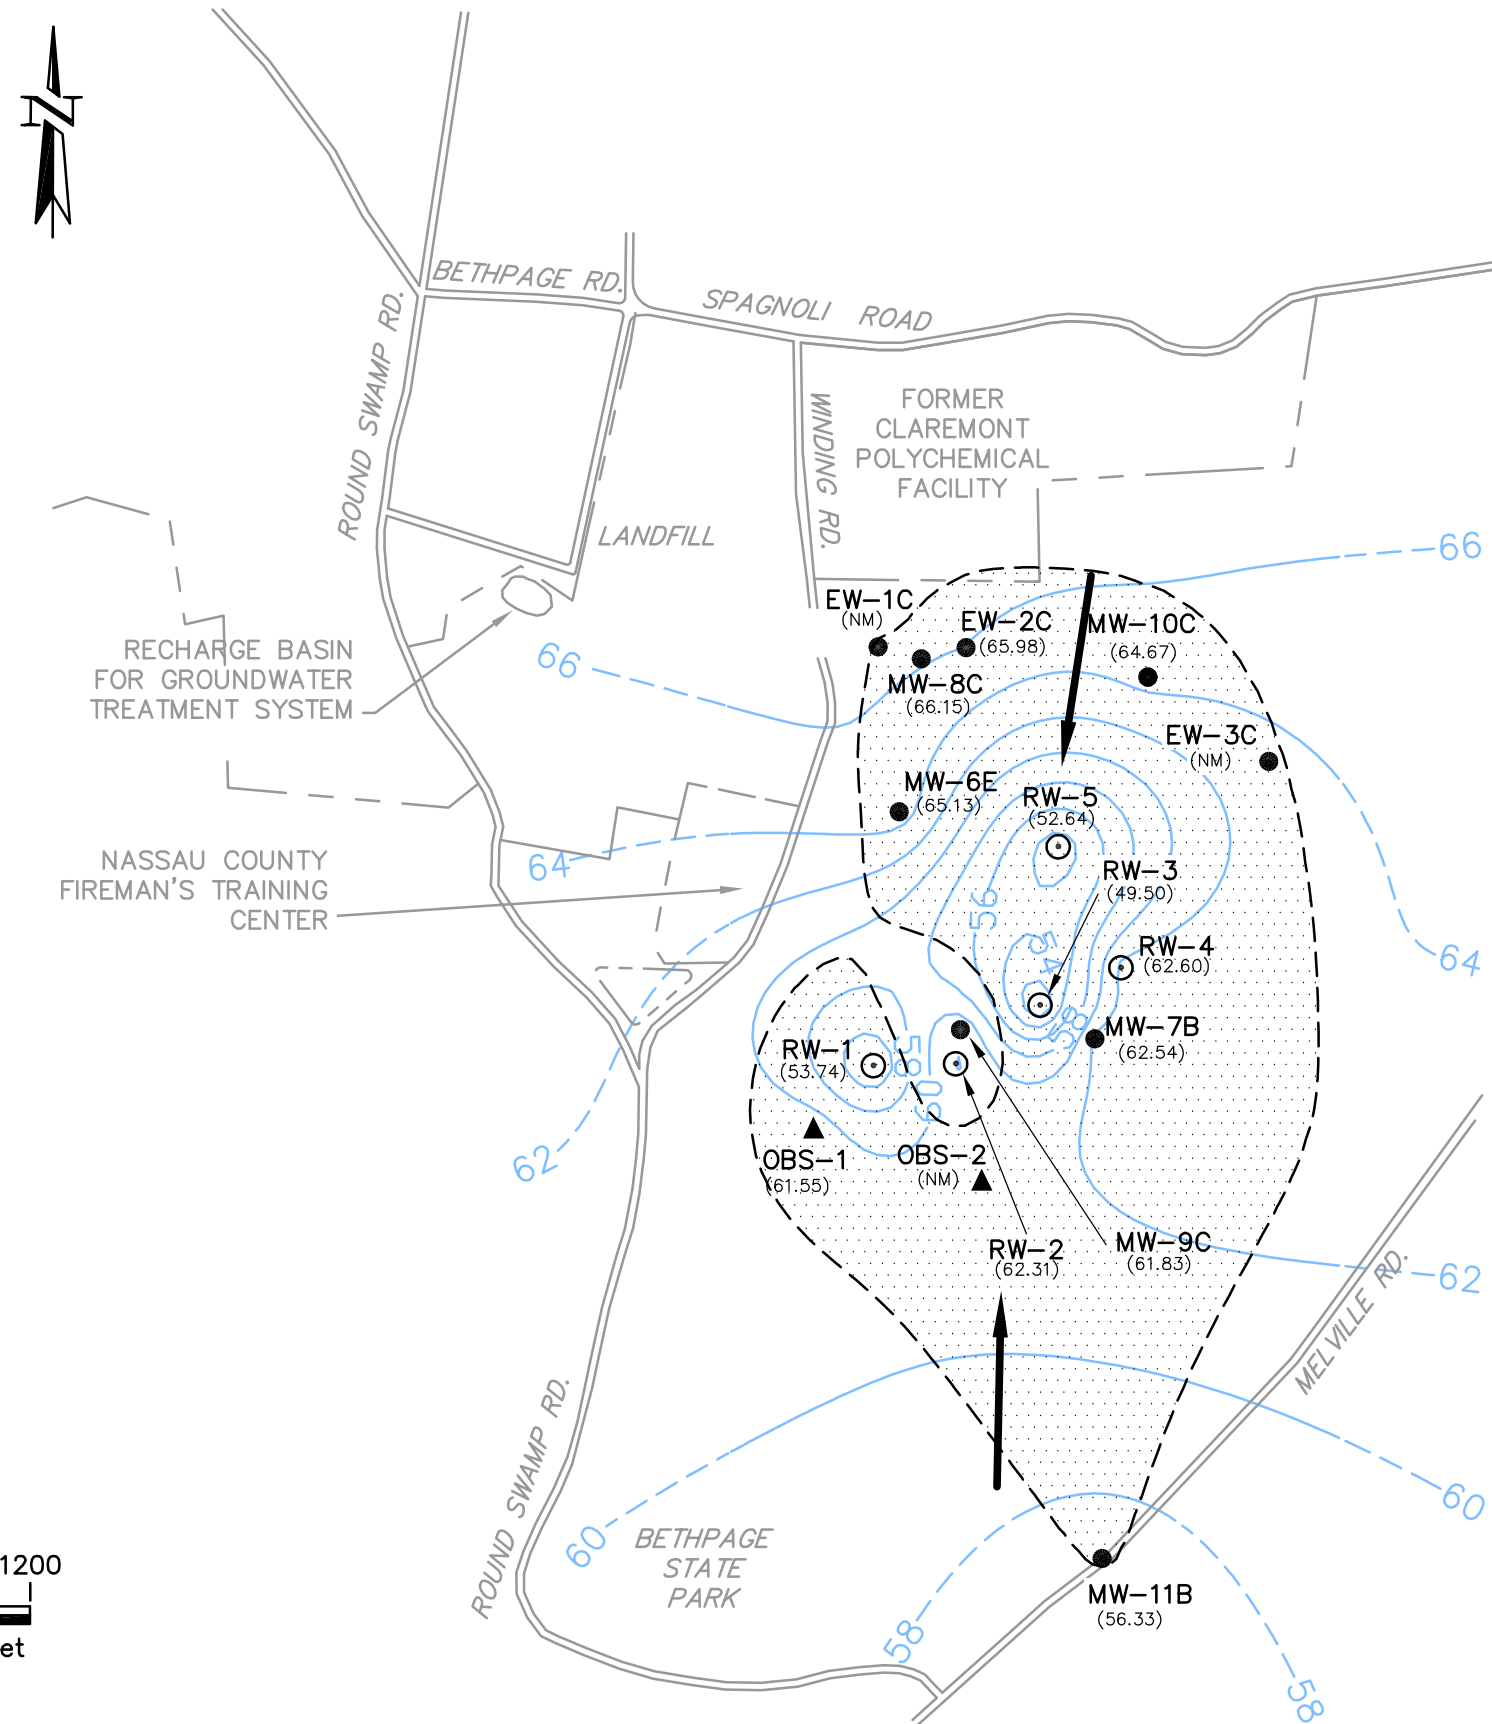 N
BETHPAGE RD.
SPAGNOLI ROAD
ROUND SWAMP RD.
WINDING RD.
FORMER
CLAREMONT
POLYCHEMICAL
FACILITY
LANDFILL
66
EW-1C
(NM)
EW-2C
(65.98)
MW-10C
(64.67)
RECHARGE BASIN
FOR GROUNDWATER
TREATMENT SYSTEM
66
MW-8C
(66.15)
EW-3C
(NM)
MW-6E
(65.13)
RW-5
(52.64)
64
NASSAU COUNTY
FIREMAN'S TRAINING
CENTER
RW-3
(49.50)
56
54
RW-4
(62.60)
64
58
MW-7B
(62.54)
RW-1
(53.74)
58
60
62
OBS-1
(61.55)
OBS-2
(NM)
RW-2
(62.31)
MW-9C
(61.83)
62
MELVILLE RD.
ROUND SWAMP RD.
60
60
BETHPAGE
STATE
PARK
1200
et
MW-11B
(56.33)
58
58